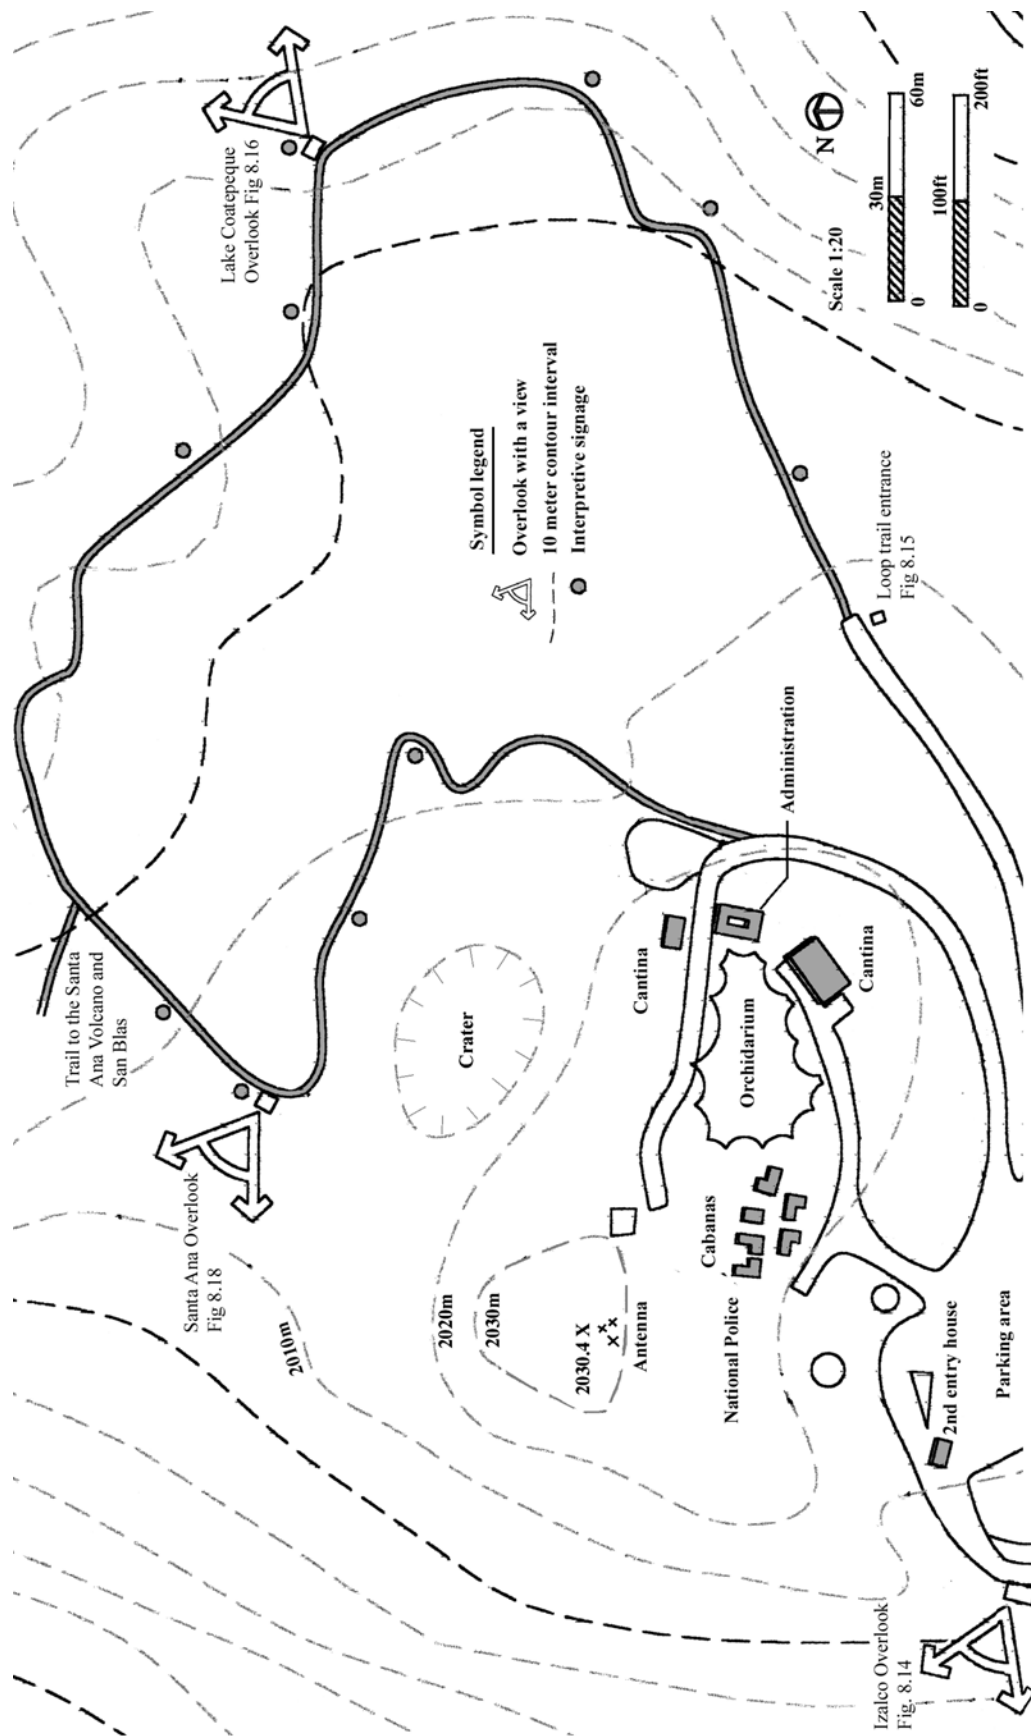 Izalco Overlook
Fig. 8.14
Santa Ana Overlook
Fig 8.18
2010m
2020m
2030m
2030.4 X
x
x
x
Antenna
National Police
Cabanas
2nd entry house
Parking area
Trail to the Santa
Ana Volcano and
San Blas
Crater
Cantina
Orchidarium
Cantina
Administration
Loop trail entrance
Fig 8.15
Symbol legend
Overlook with a view
10 meter contour interval
Interpretive signage
Lake Coatepeque
Overlook Fig 8.16
N
Scale 1:20
0
30m
60m
0
100ft
200ft